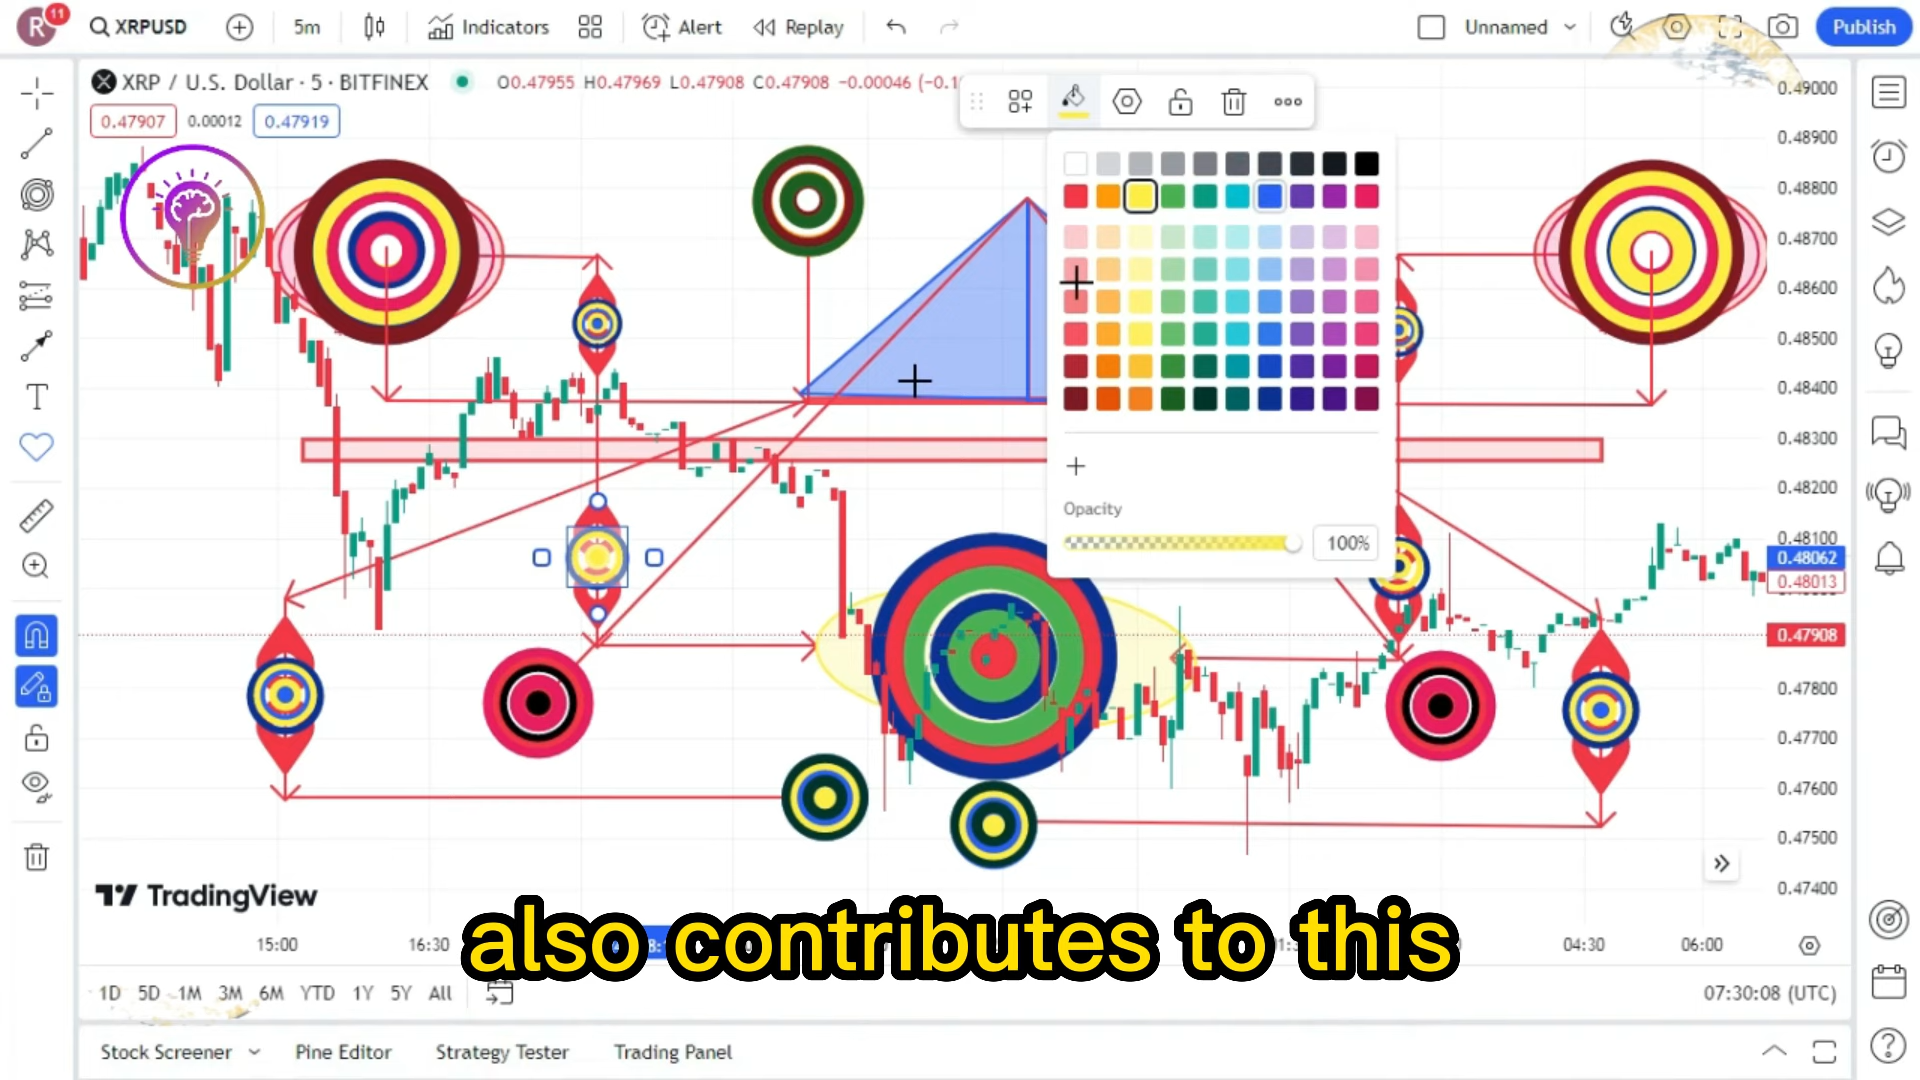 R 11 XRPUSD 5m Indicators Alert Replay Unnamed Publish
XRP / U.S. Dollar · 5 · BITFINEX O0.47955 H0.47969 L0.47908 C0.47908 −0.00046
0.47907 0.00012 0.47919
0.49000
0.48900
0.48800
0.48700
0.48600
0.48500
0.48400
0.48300
0.48200
0.48100
0.48062
0.48013
0.47908
0.47800
0.47700
0.47600
0.47500
0.47400
Opacity
100%
TradingView
also contributes to this
15:00 16:30 04:30 06:00
1D 5D 1M 3M 6M YTD 1Y 5Y All 07:30:08 (UTC)
Stock Screener Pine Editor Strategy Tester Trading Panel